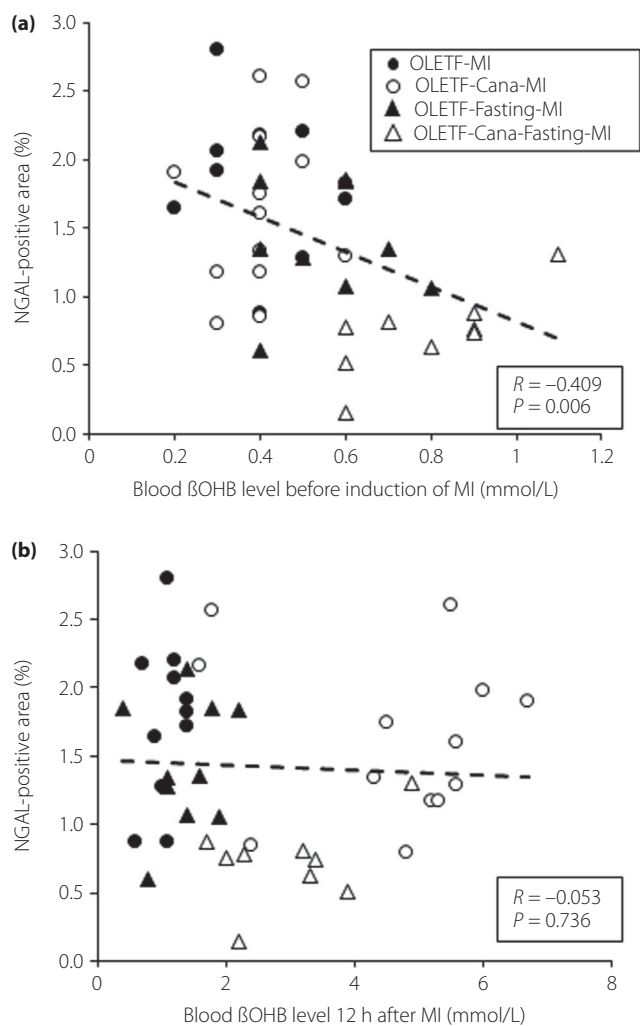 (a)
3.0
2.5
2.0
1.5
1.0
0.5
0.0
NGAL-positive area (%)
OLETF-MI
OLETF-Cana-MI
OLETF-Fasting-MI
OLETF-Cana-Fasting-MI
R = –0.409
P = 0.006
0 0.2 0.4 0.6 0.8 1 1.2
Blood ßOHB level before induction of MI (mmol/L)
(b)
3.0
2.5
2.0
1.5
1.0
0.5
0.0
NGAL-positive area (%)
R = –0.053
P = 0.736
0 2 4 6 8
Blood ßOHB level 12 h after MI (mmol/L)